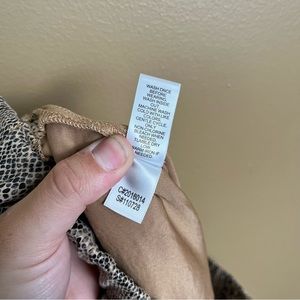 WASH ONCE
BEFORE
WEARING
WASH INSIDE
OUT
MACHINE WASH
COLD WITH LIKE
COLORS
GENTLE CYCLE.
ONLY
NON-CHLORINE
BLEACH WHEN
NEEDED
TUMBLE DRY
LOW
WARM IRON IF
NEEDED.
C#2018014
S#110728